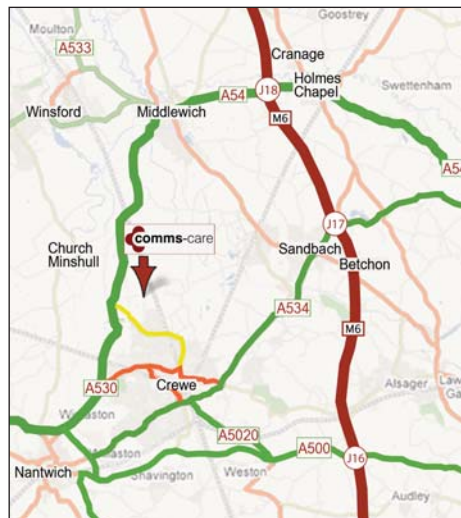 Goostrey
Moulton
A533
Cranage
Holmes
Chapel
J18
Swettenham
Winsford
Middlewich
A54
M6
A54
J17
comms-care
Sandbach
Church
Minshull
Betchon
A534
M6
A530
Crewe
Alsager
Wistaston
A5020
A500
J16
Nantwich
Shavington
Weston
Audley